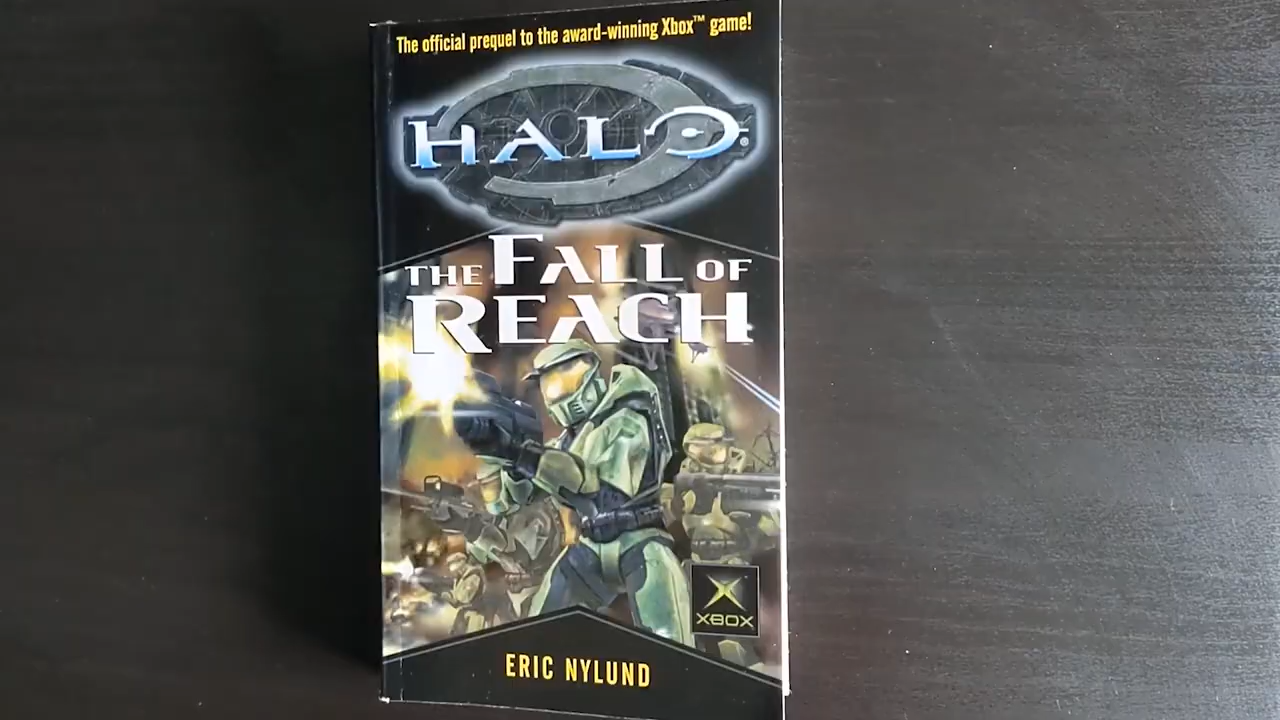 The official prequel to the award-winning Xbox™ game!
HALO®
THE FALL OF
REACH
XBOX
ERIC NYLUND